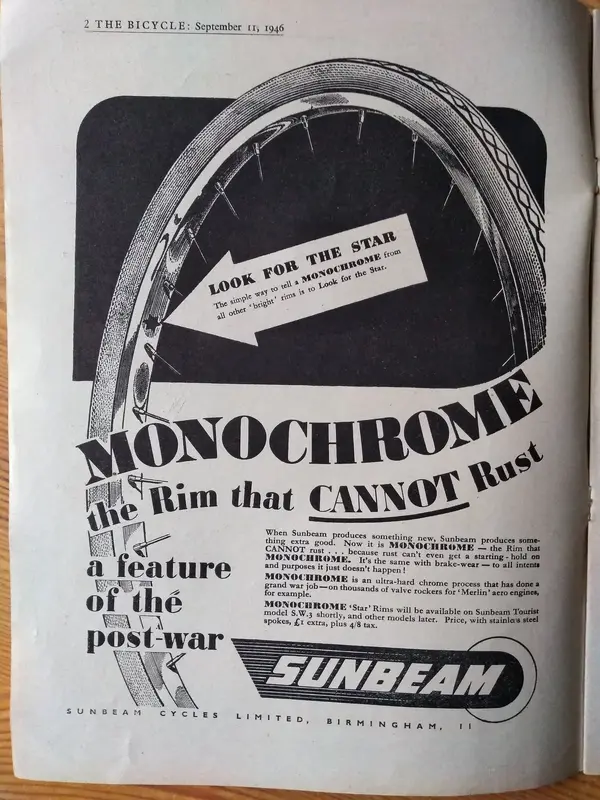 2 THE BICYCLE: September 11, 1946
LOOK FOR THE STAR
The simple way to tell a MONOCHROME from
all other 'bright' rims is to Look for the Star.
MONOCHROME
the Rim that CANNOT Rust
a feature
of the
post-war
When Sunbeam produces something new, Sunbeam produces some-
thing extra good. Now it is MONOCHROME — the Rim that
CANNOT rust . . . because rust can't even get a starting-hold on
MONOCHROME. It's the same with brake-wear — to all intents
and purposes it just doesn't happen!
MONOCHROME is an ultra-hard chrome process that has done a
grand war job — on thousands of valve rockers for 'Merlin' aero engines,
for example.
MONOCHROME 'Star' Rims will be available on Sunbeam Tourist
model S.W.3 shortly, and other models later. Price, with stainless steel
spokes, £1 extra, plus 4/8 tax.
SUNBEAM
SUNBEAM CYCLES LIMITED, BIRMINGHAM, 11